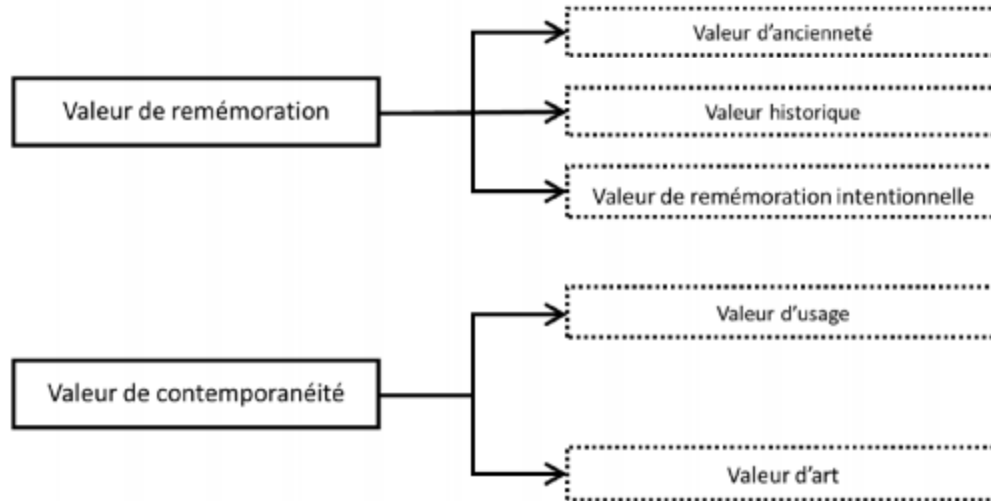 Valeur de remémoration
Valeur d'ancienneté
Valeur historique
Valeur de remémoration intentionnelle
Valeur de contemporanéité
Valeur d'usage
Valeur d'art